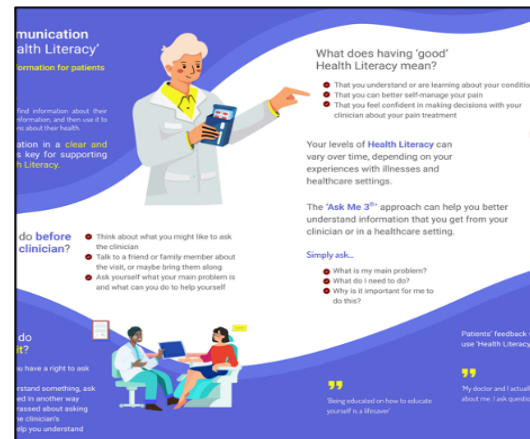 munication
alth Literacy'
formation for patients
find information about their
nformation, and then use it to
ns about their health.
ation in a clear and
s key for supporting
h Literacy.
What does having 'good'
Health Literacy mean?
That you understand or are learning about your conditio
That you can better self-manage your pain
That you feel confident in making decisions with your
clinician about your pain treatment
Your levels of Health Literacy can
vary over time, depending on your
experiences with illnesses and
healthcare settings.
The 'Ask Me 3®' approach can help you better
understand information that you get from your
clinician or in a healthcare setting.
Simply ask...
What is my main problem?
What do I need to do?
Why is it important for me to
do this?
do before
clinician?
Think about what you might like to ask
the clinician
Talk to a friend or family member about
the visit, or maybe bring them along
Ask yourself what your main problem is
and what can you do to help yourself
do
it?
ou have a right to ask
rstand something, ask
ed in another way
rassed about asking
he clinician's
elp you understand
"
'Being educated on how to educate
yourself is a lifesaver'
Patients' feedback
use 'Health Literacy
"
'My doctor and I actuall
about me. I ask questio